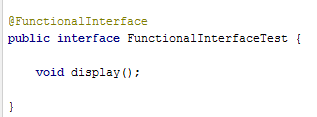 @FunctionalInterface
public interface FunctionalInterfaceTest {
void display();
}